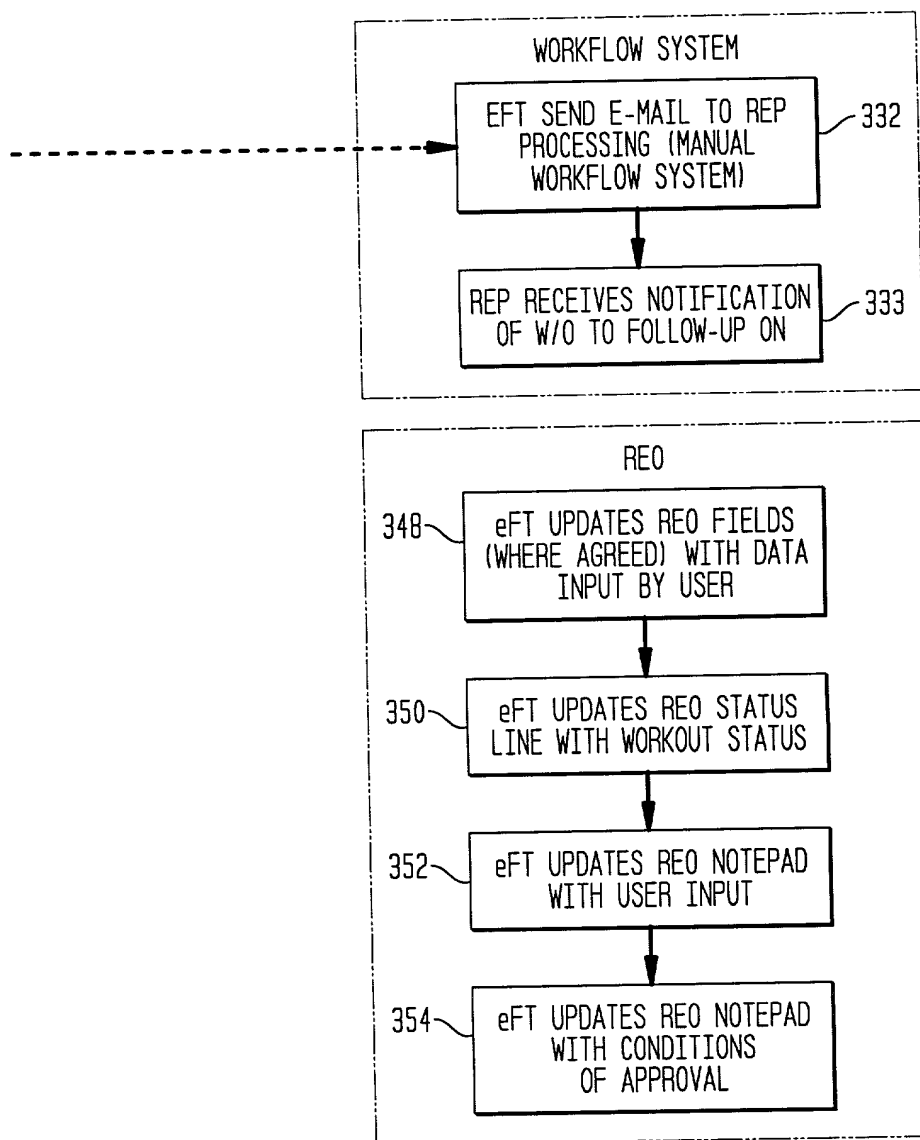 WORKFLOW SYSTEM
EFT SEND E-MAIL TO REP
PROCESSING (MANUAL
WORKFLOW SYSTEM)
332
REP RECEIVES NOTIFICATION
OF W/O TO FOLLOW-UP ON
333
REO
348
eFT UPDATES REO FIELDS
(WHERE AGREED) WITH DATA
INPUT BY USER
350
eFT UPDATES REO STATUS
LINE WITH WORKOUT STATUS
352
eFT UPDATES REO NOTEPAD
WITH USER INPUT
354
eFT UPDATES REO NOTEPAD
WITH CONDITIONS
OF APPROVAL